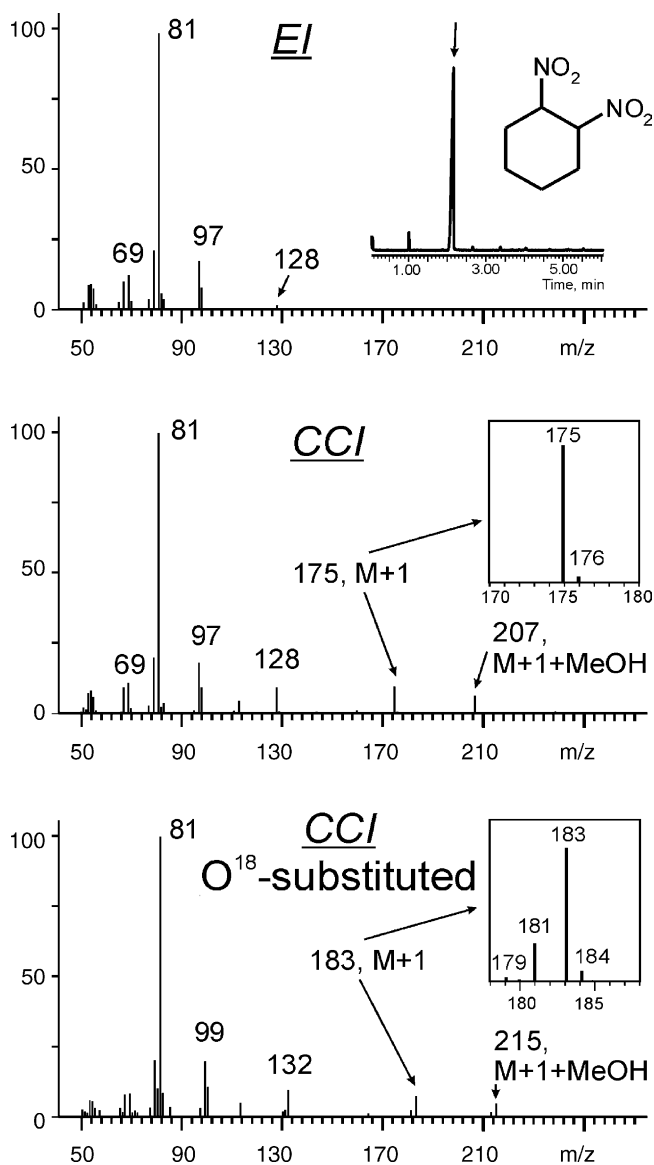 100
81
EI
NO2
NO2
50
69
97
128
1.00 3.00 5.00
Time, min
0
50 90 130 170 210 m/z
100
81
CCI
175
176
170 175 180
175, M+1
50
69
97
128
207,
M+1+MeOH
0
50 90 130 170 210 m/z
100
81
CCI
O18-substituted
183
181
179
184
180 185
183, M+1
50
99
132
215,
M+1+MeOH
0
50 90 130 170 210 m/z